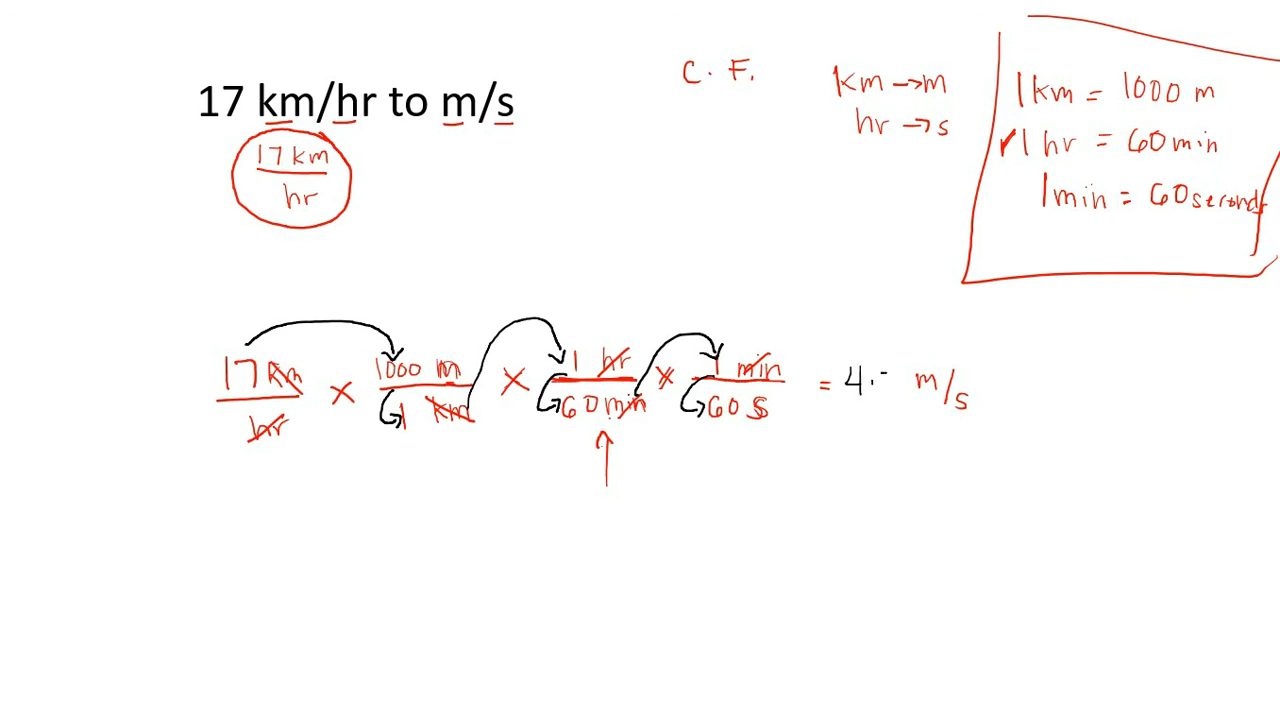 17 km/hr to m/s
17 km
hr
C. F.
km → m
hr → s
1 km = 1000 m
✓1 hr = 60 min
1 min = 60 seconds
17 km / hr × 1000 m / 1 km × 1 hr / 60 min × 1 min / 60 s = 4. m/s